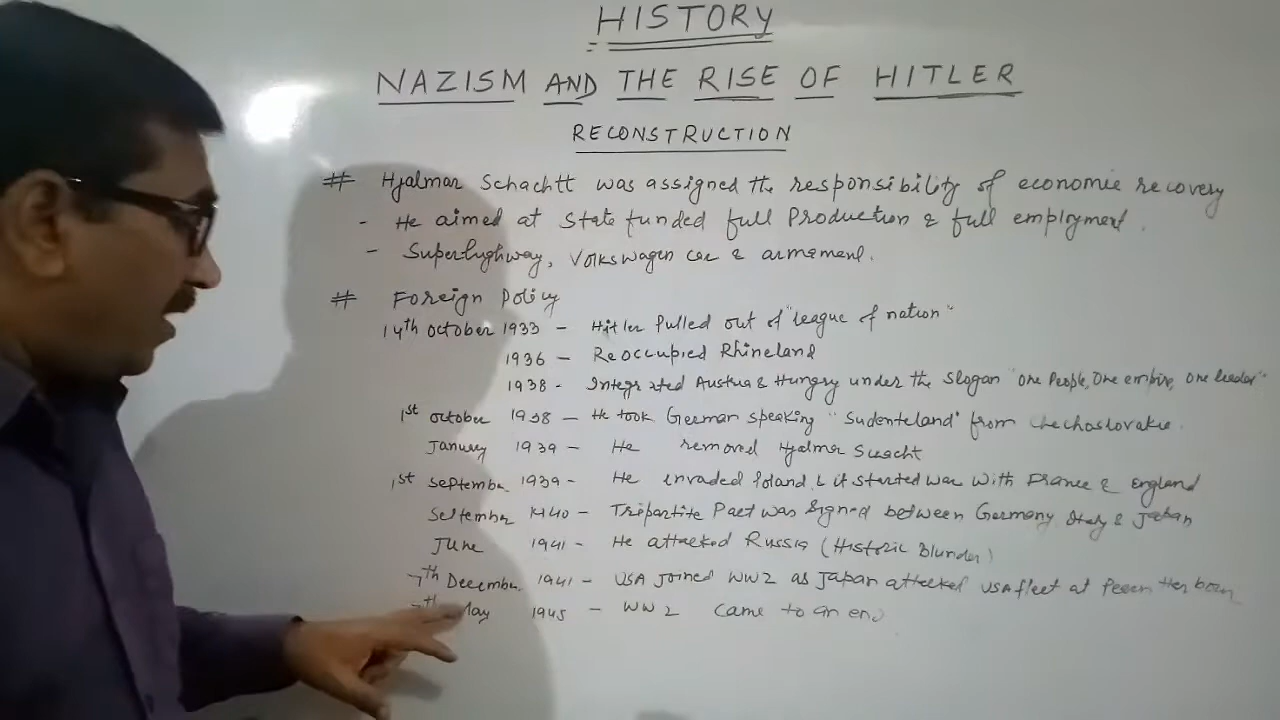 HISTORY
NAZISM AND THE RISE OF HITLER
RECONSTRUCTION
# Hjalmar Schachtt was assigned the responsibility of economic recovery
- He aimed at State funded full Production & full employment.
- Superhighway, Volkswagen car & armament.
# Foreign Policy
14th October 1933 - Hitler Pulled out of "league of nation"
1936 - Reoccupied Rhineland
1938 - Integrated Austria & Hungry under the Slogan "One People, One empire, One leader"
1st October 1938 - He took German speaking "Sudenteland" from Chechoslovakia.
January 1939 - He removed Hjalmar Suacht
1st September 1939 - He invaded Poland & it started war with France & England
September 1940 - Tripartite Pact was Signed between Germany Italy & Japan
June 1941 - He attacked Russia (Historic Blunder)
7th December 1941 - USA joined WW2 as Japan attacked USA fleet at
7th May 1945 - WW2 Came to an end